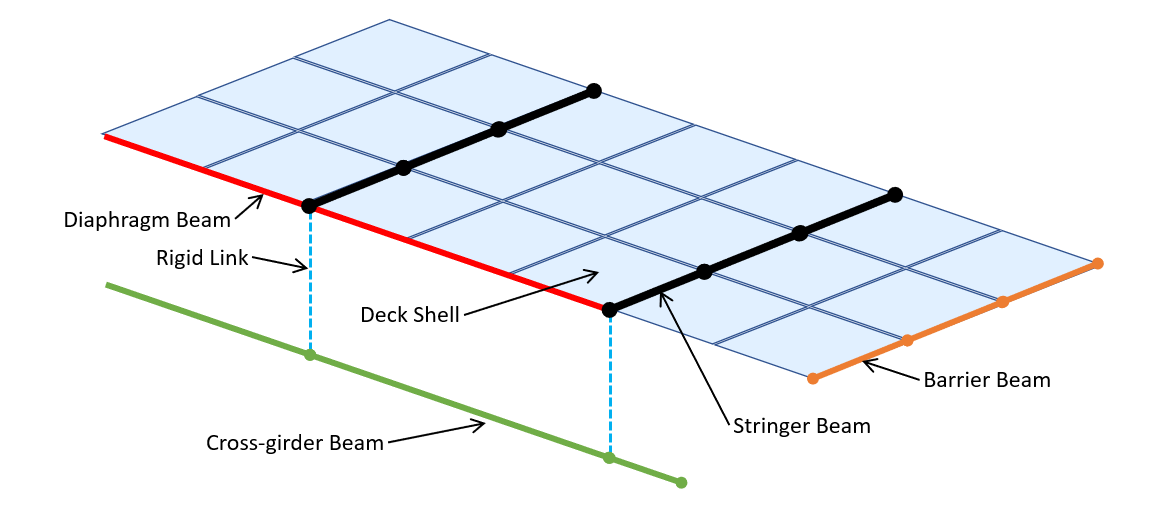 Diaphragm Beam
Rigid Link
Deck Shell
Barrier Beam
Stringer Beam
Cross-girder Beam